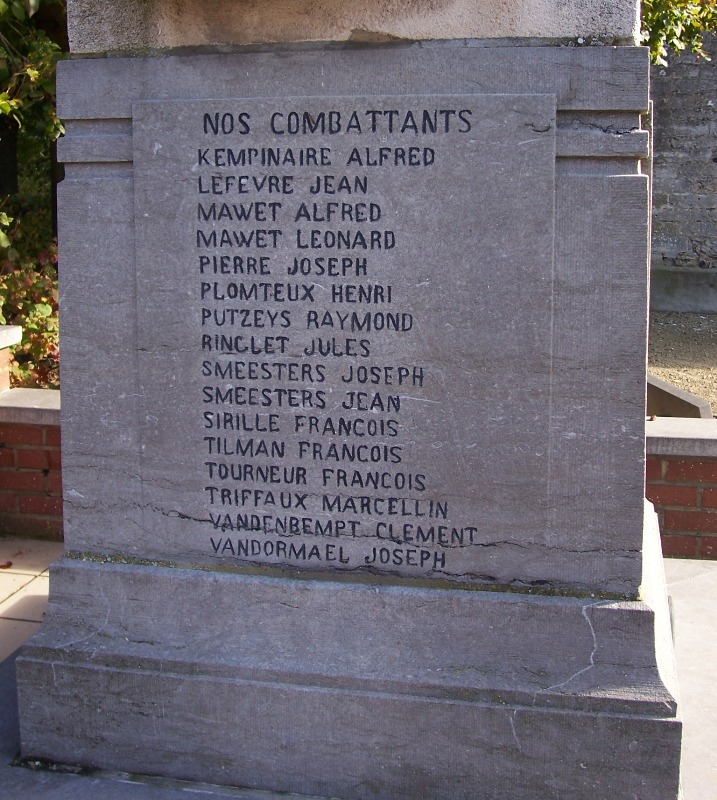 NOS COMBATTANTS
KEMPINAIRE ALFRED
LEFEVRE JEAN
MAWET ALFRED
MAWET LEONARD
PIERRE JOSEPH
PLOMTEUX HENRI
PUTZEYS RAYMOND
RINGLET JULES
SMEESTERS JOSEPH
SMEESTERS JEAN
SIRILLE FRANCOIS
TILMAN FRANCOIS
TOURNEUR FRANCOIS
TRIFFAUX MARCELLIN
VANDENBEMPT CLEMENT
VANDORMAEL JOSEPH